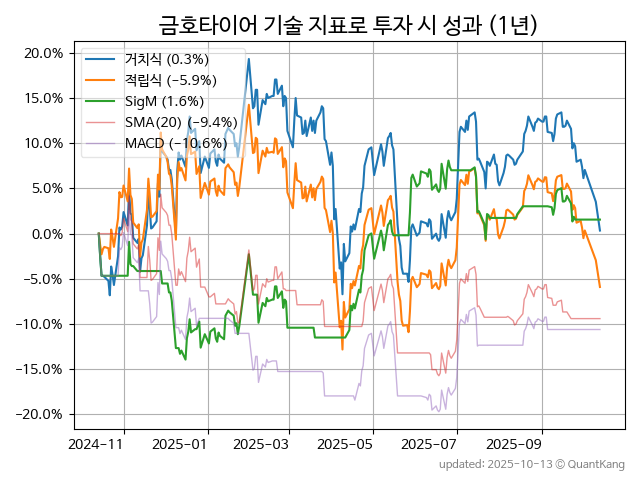 금호타이어 기술 지표로 투자 시 성과 (1년)
20.0%
15.0%
10.0%
5.0%
0.0%
−5.0%
−10.0%
−15.0%
−20.0%
거치식 (0.3%)
적립식 (−5.9%)
SigM (1.6%)
SMA(20) (−9.4%)
MACD (−10.6%)
2024-11 2025-01 2025-03 2025-05 2025-07 2025-09
updated: 2025-10-13 © QuantKang